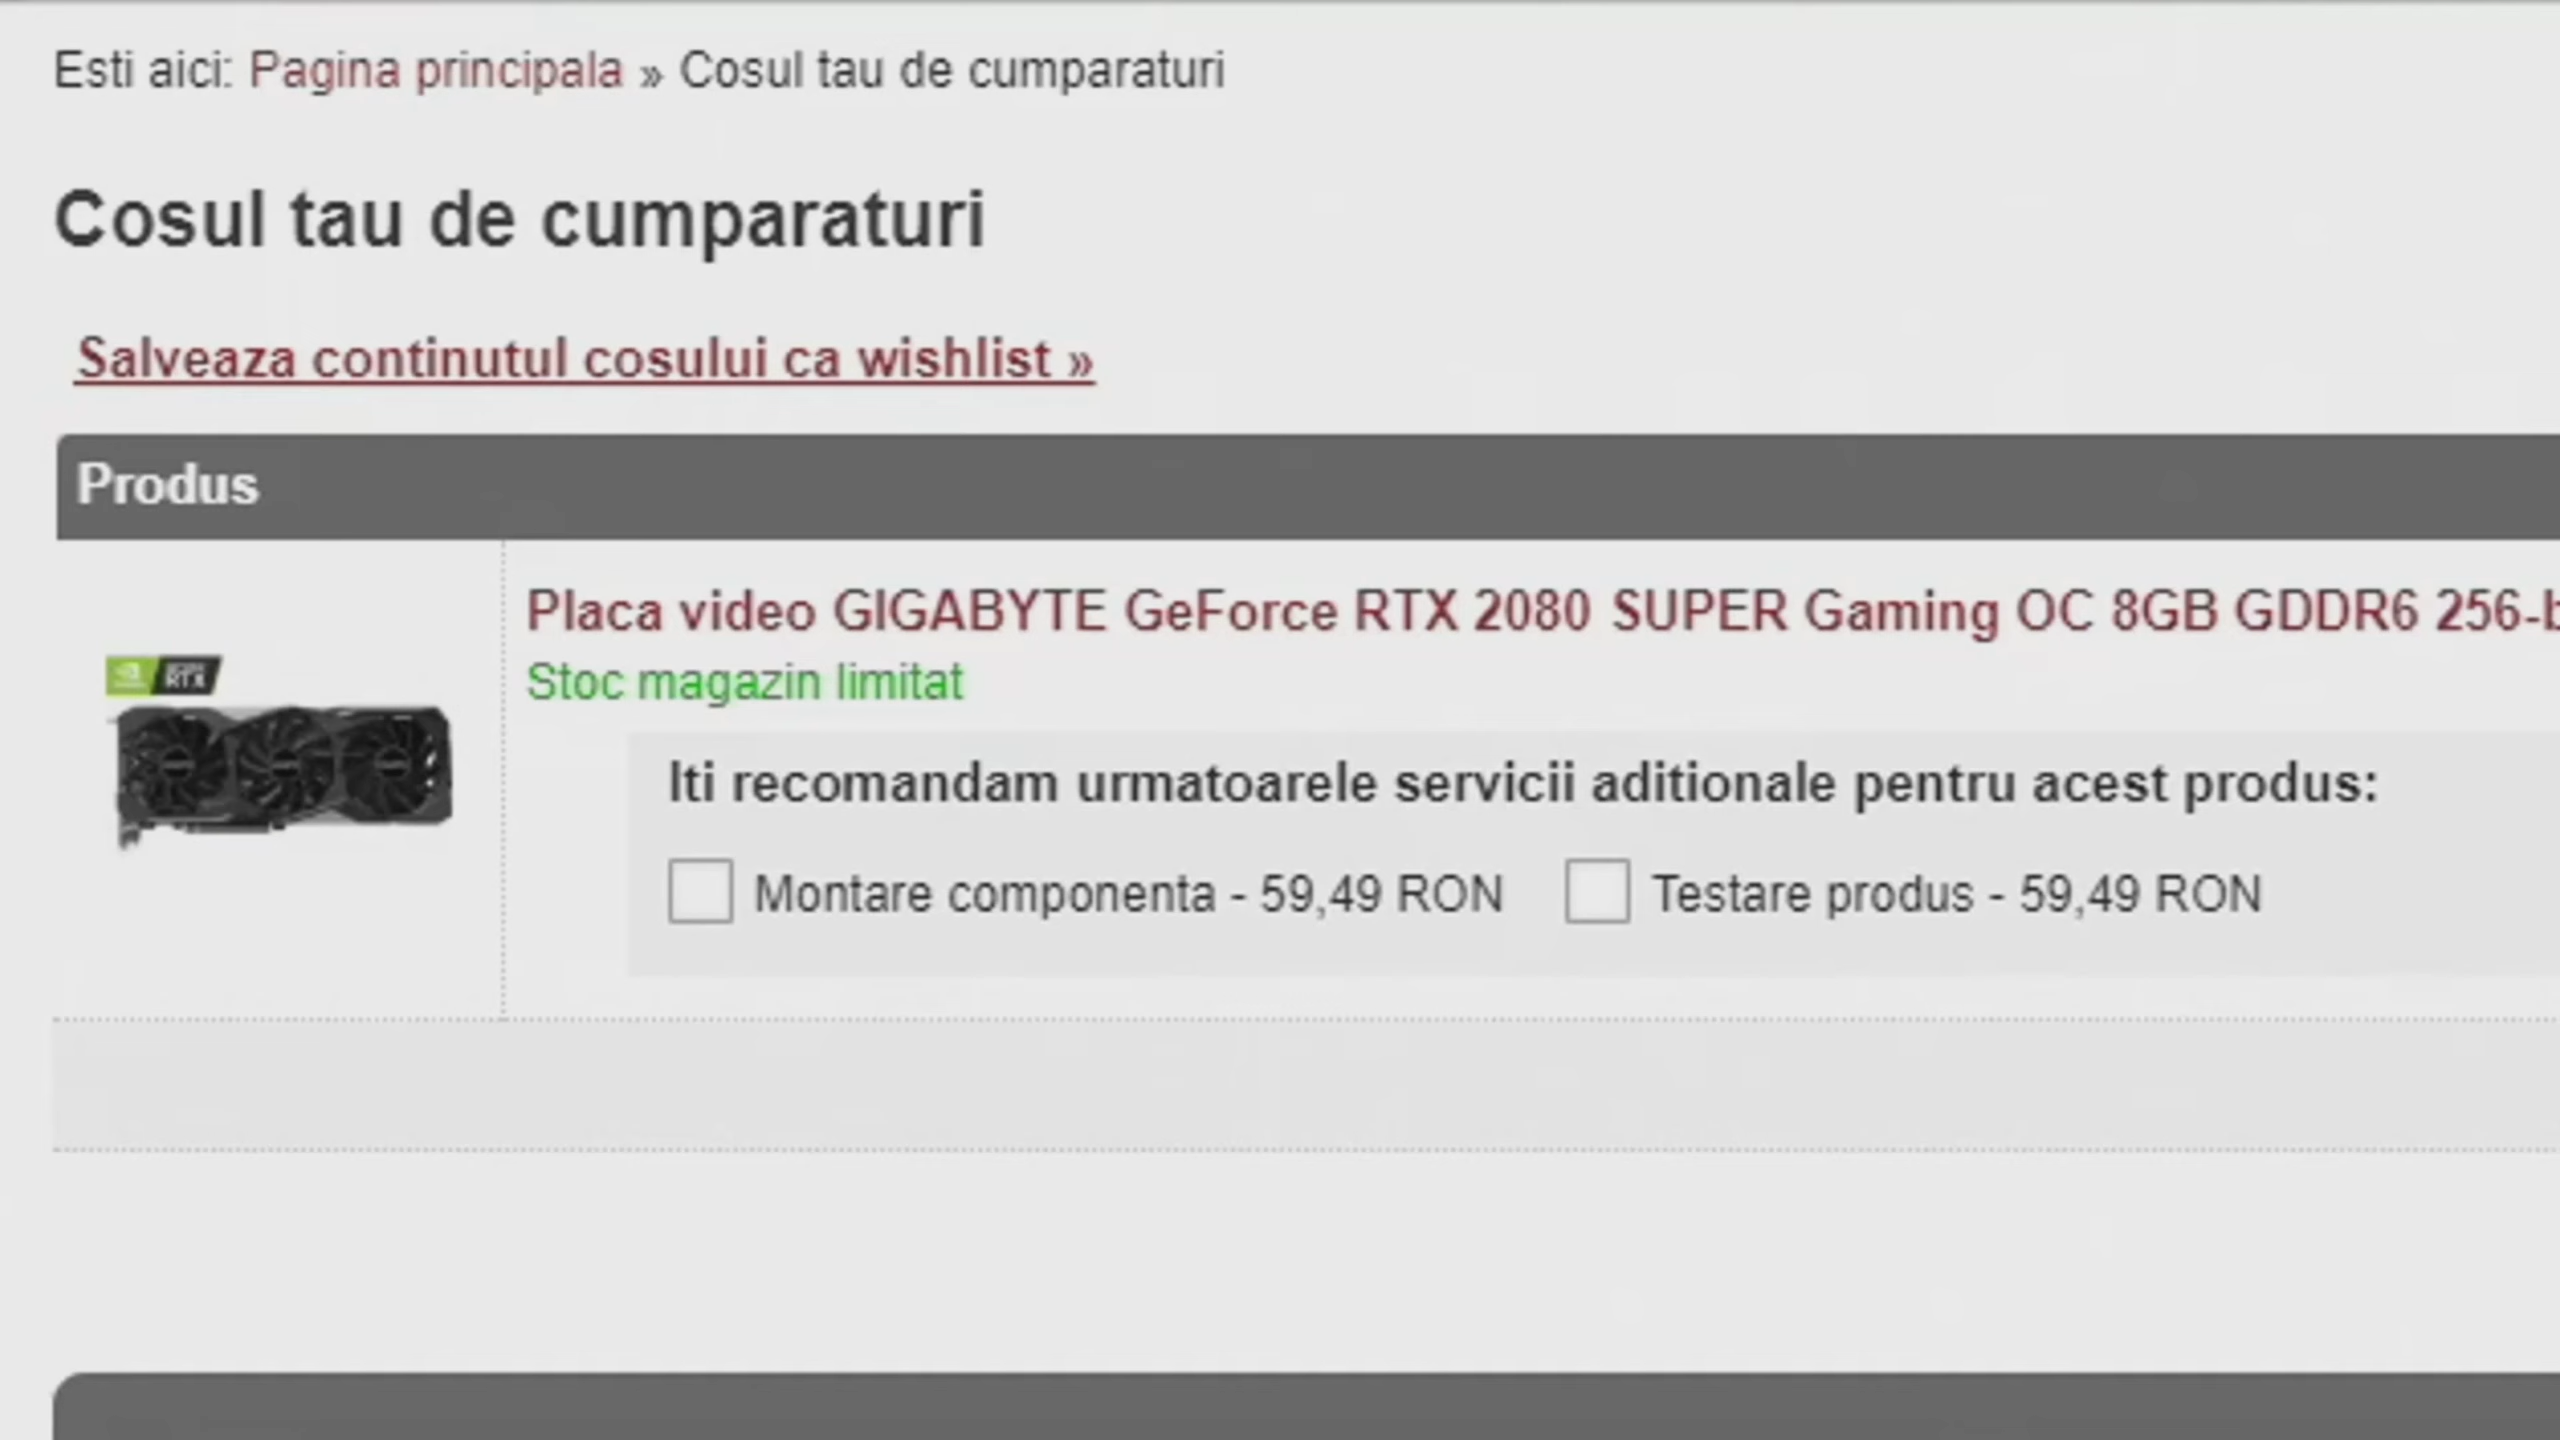 Esti aici: Pagina principala » Cosul tau de cumparaturi
Cosul tau de cumparaturi
Salveaza continutul cosului ca wishlist »
Produs
Placa video GIGABYTE GeForce RTX 2080 SUPER Gaming OC 8GB GDDR6 256-b
Stoc magazin limitat
RTX
Iti recomandam urmatoarele servicii aditionale pentru acest produs:
Montare componenta - 59,49 RON Testare produs - 59,49 RON